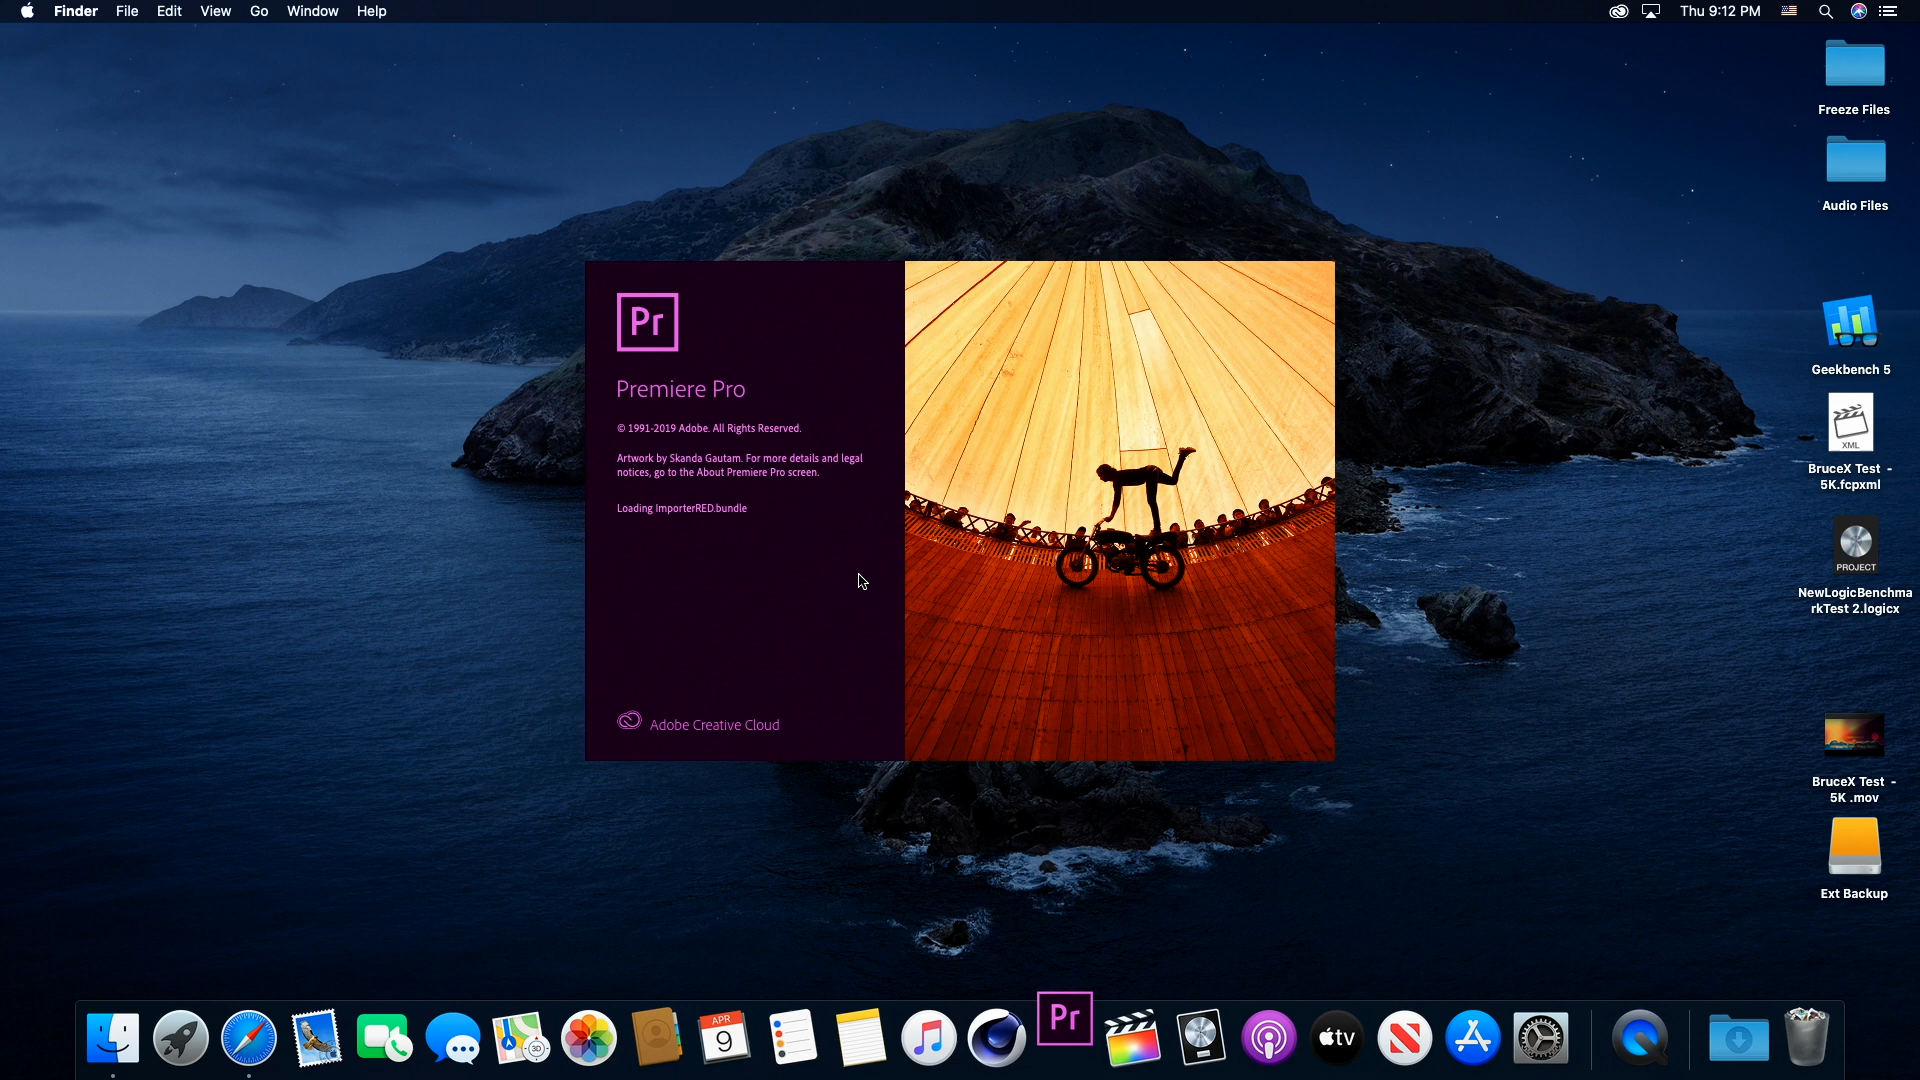 Finder File Edit View Go Window Help
Thu 9:12 PM
Freeze Files
Audio Files
Geekbench 5
XML
BruceX Test -
5K.fcpxml
PROJECT
NewLogicBenchma
rkTest 2.logicx
BruceX Test -
5K .mov
Ext Backup
Pr
Premiere Pro
© 1991-2019 Adobe. All Rights Reserved.
Artwork by Skanda Gautam. For more details and legal
notices, go to the About Premiere Pro screen.
Loading ImporterRED.bundle
Adobe Creative Cloud
3D
APR
9
Pr
tv